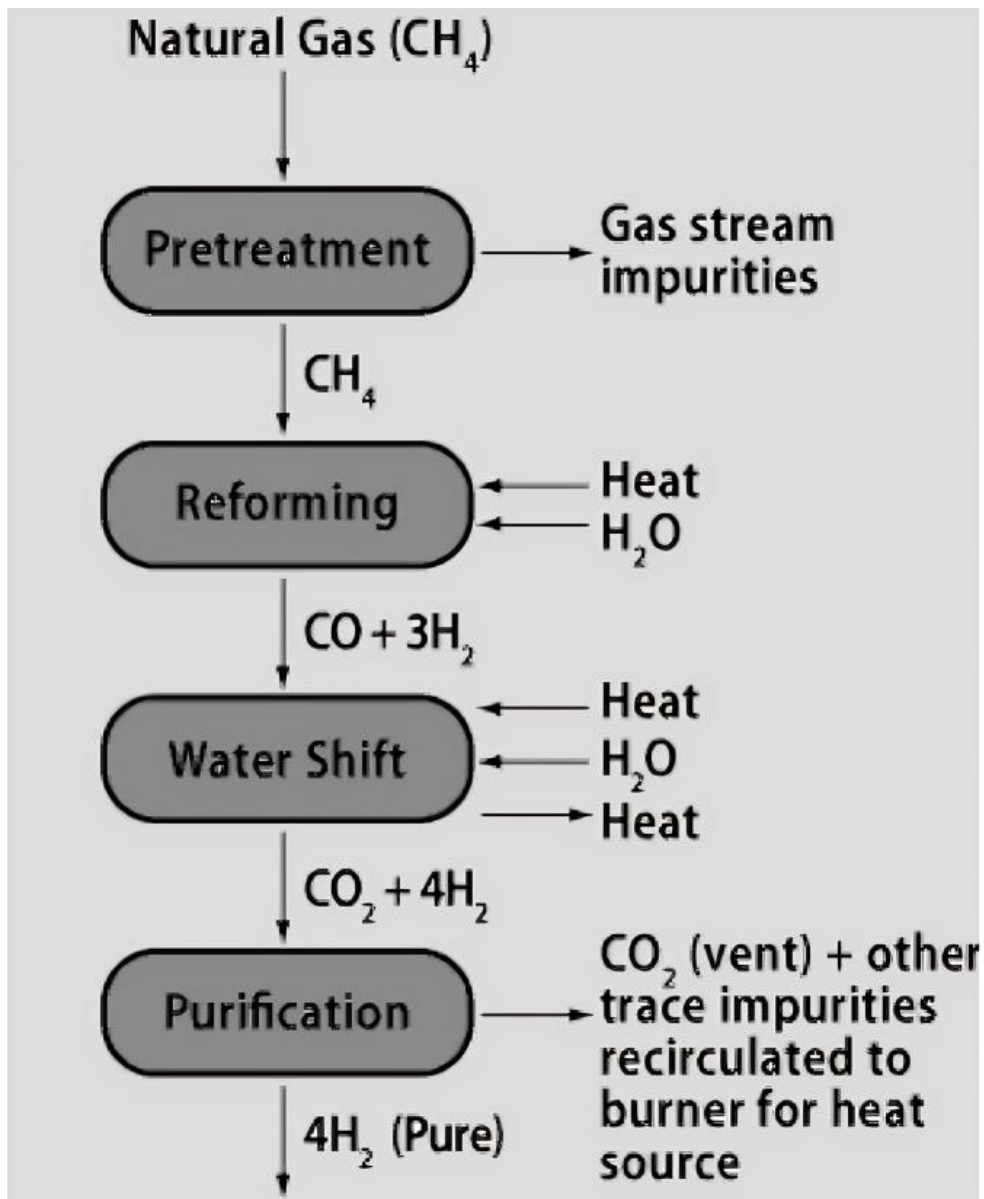 Natural Gas (CH₄)
Pretreatment
Gas stream
impurities
CH₄
Reforming
Heat
H₂O
CO + 3H₂
Water Shift
Heat
H₂O
Heat
CO₂ + 4H₂
Purification
CO₂ (vent) + other
trace impurities
recirculated to
burner for heat
source
4H₂ (Pure)